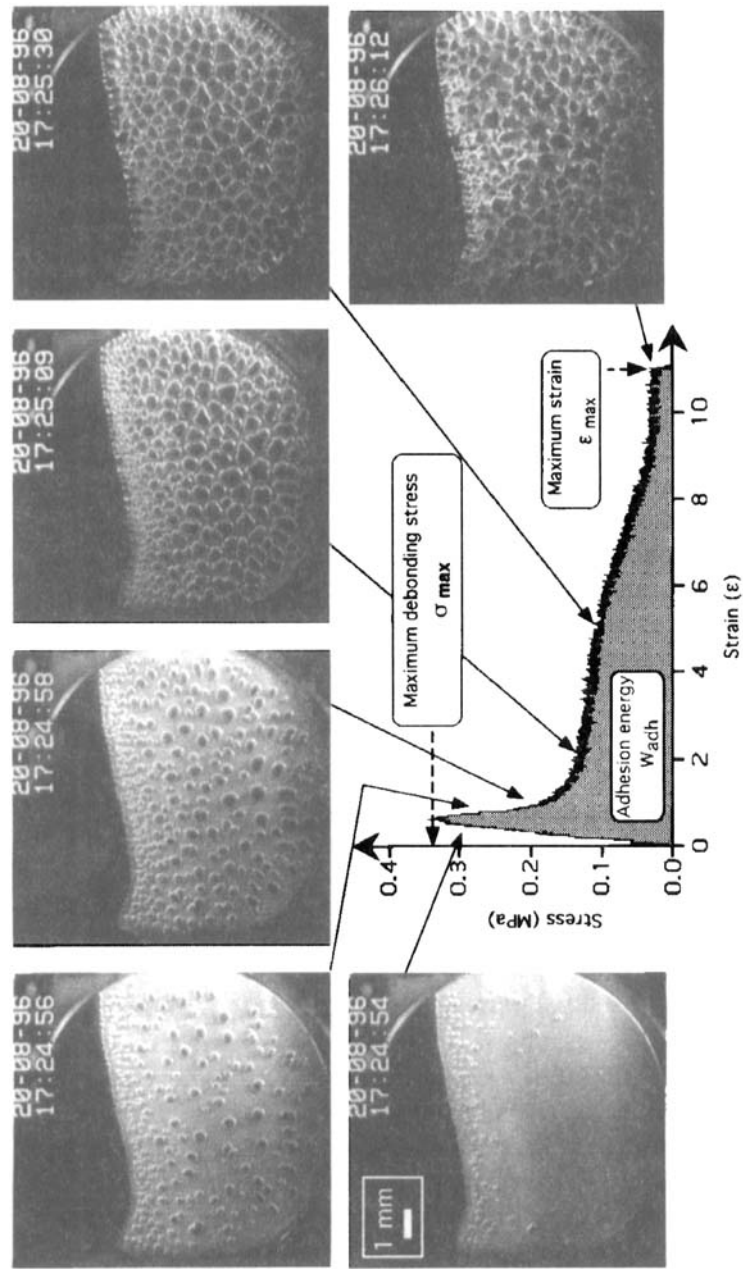 20-08-96
17:24:56
20-08-96
17:24:58
20-08-96
17:25:09
20-08-96
17:25:30
1 mm
20-08-96
17:24:54
20-08-96
17:26:12
Maximum debonding stress
σ max
Maximum strain
ε max
Adhesion energy
Wadh
Stress (MPa)
0.4
0.3
0.2
0.1
0.0
0
2
4
6
8
10
Strain (ε)